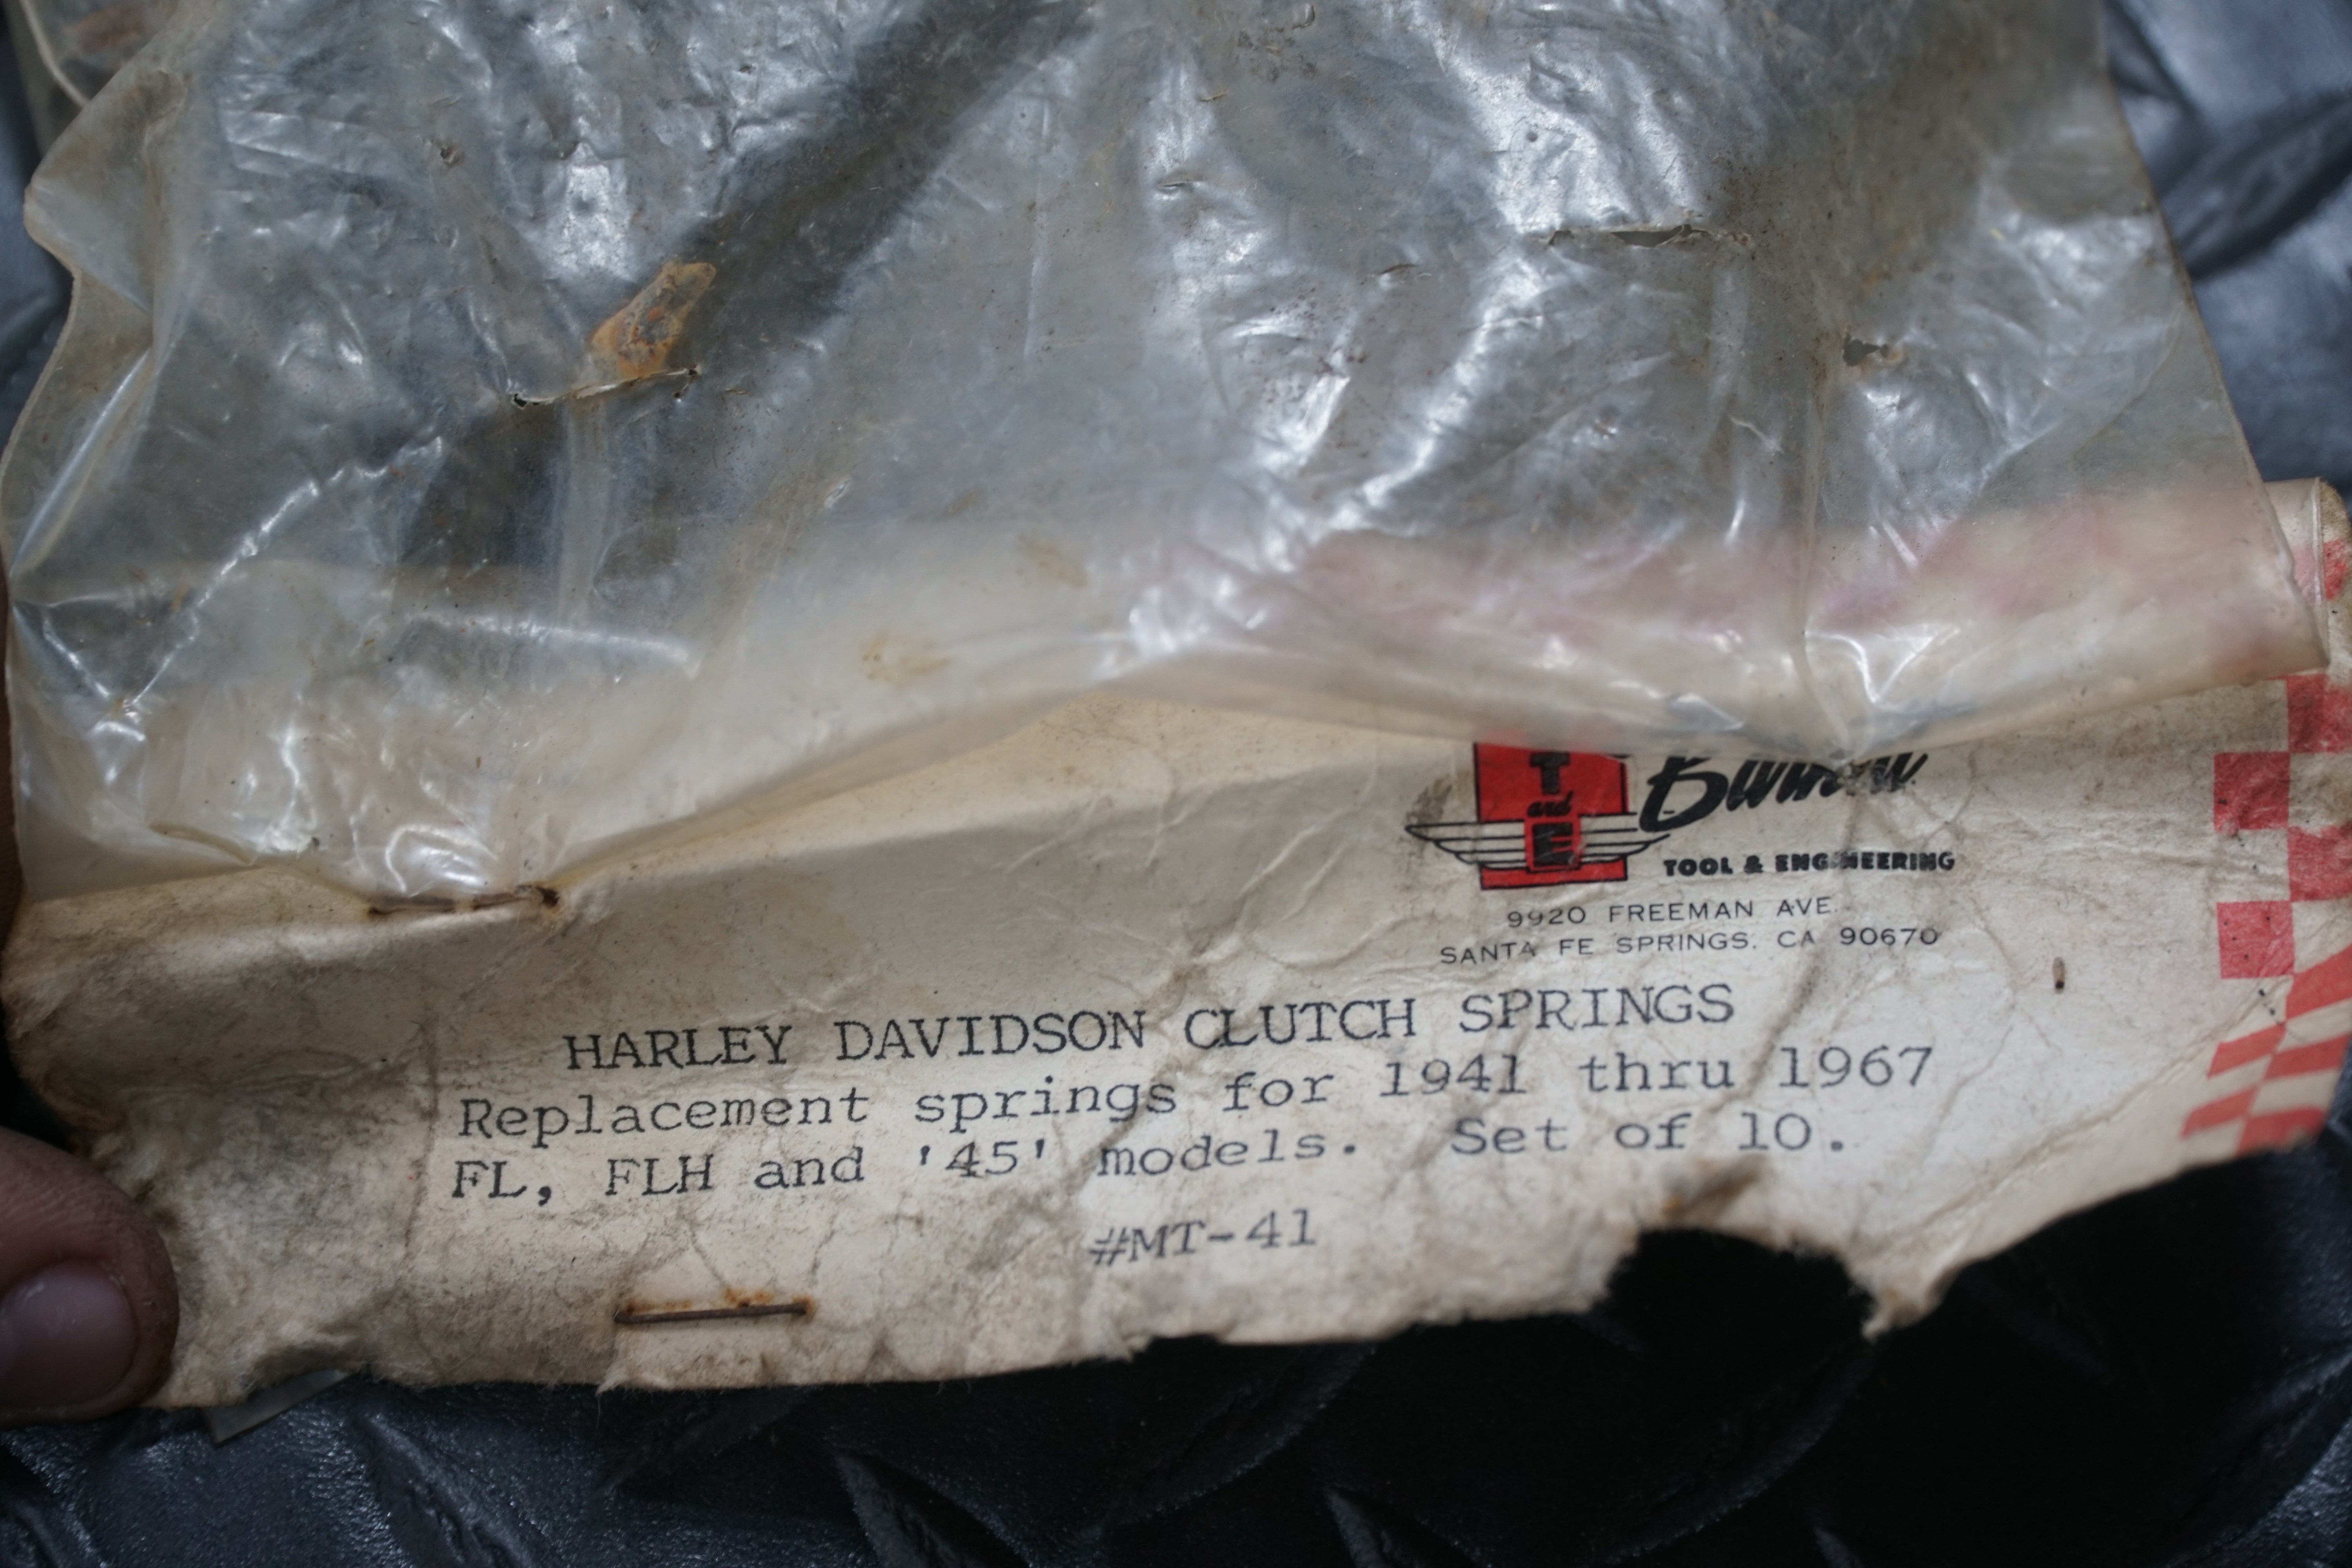 T
and
E
Barnett
TOOL & ENGINEERING
9920 FREEMAN AVE.
SANTA FE SPRINGS, CA 90670
HARLEY DAVIDSON CLUTCH SPRINGS
Replacement springs for 1941 thru 1967
FL, FLH and '45' models. Set of 10.
#MT-41